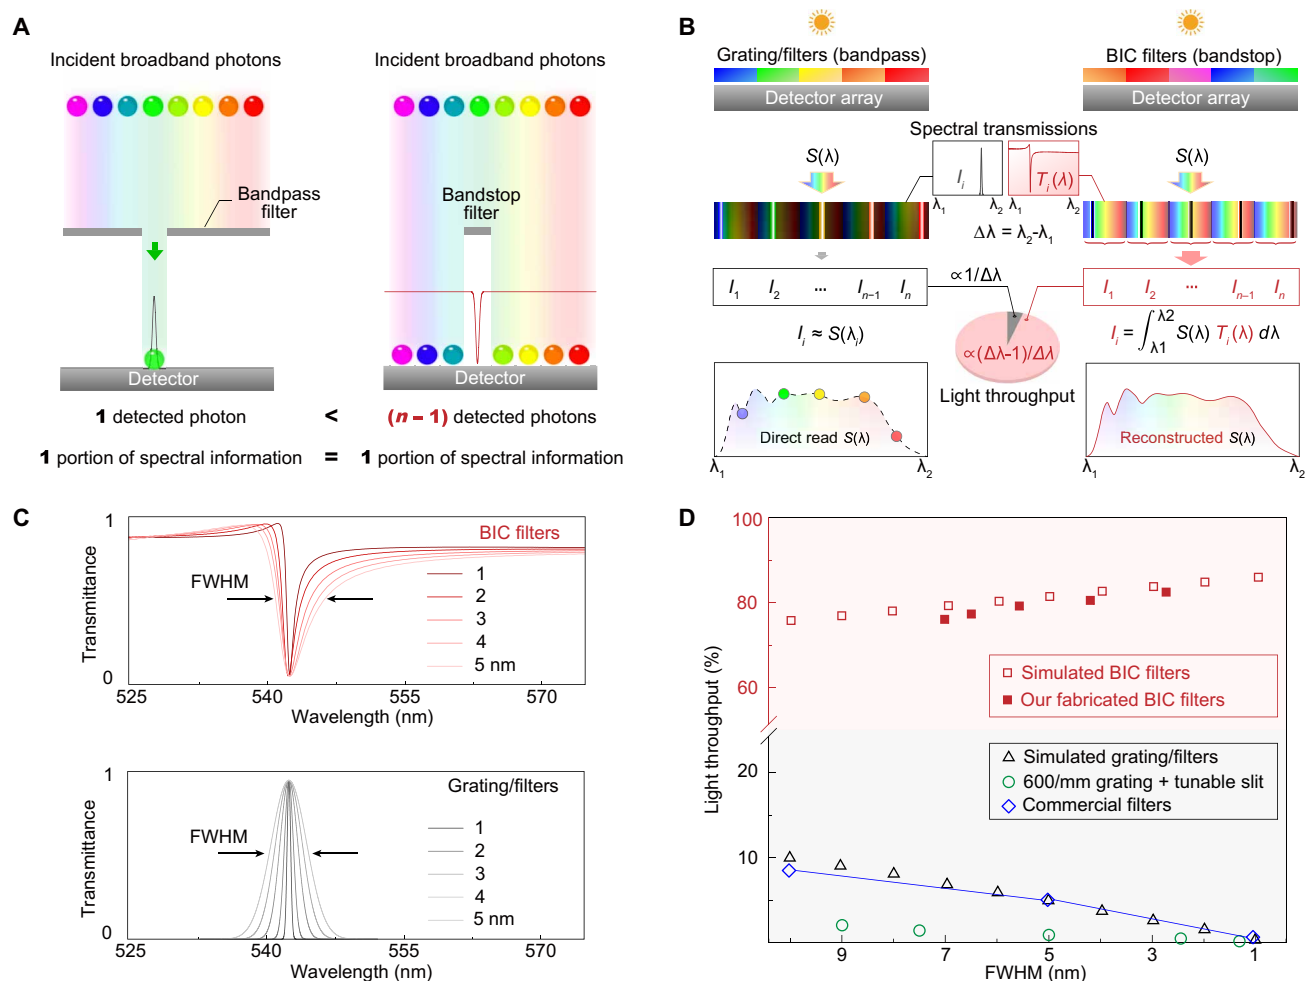 A
Incident broadband photons
Incident broadband photons
Bandpass
filter
Bandstop
filter
Detector
Detector
1 detected photon < (n – 1) detected photons
1 portion of spectral information = 1 portion of spectral information
B
Grating/filters (bandpass)
BIC filters (bandstop)
Detector array
Detector array
Spectral transmissions
S(λ)
I_i
T_i(λ)
S(λ)
λ₁ λ₂ λ₁ λ₂
Δλ = λ₂-λ₁
I₁ I₂ ... Iₙ₋₁ Iₙ
∝1/Δλ
I₁ I₂ ... Iₙ₋₁ Iₙ
I_i ≈ S(λ_i)
∝(Δλ-1)/Δλ
I_i = ∫_λ1^λ2 S(λ) T_i(λ) dλ
Light throughput
Direct read S(λ)
Reconstructed S(λ)
λ₁ λ₂
λ₁ λ₂
C
1
BIC filters
FWHM
1
2
3
4
5 nm
Transmittance
0
525 540 555 570
Wavelength (nm)
1
Grating/filters
FWHM
1
2
3
4
5 nm
Transmittance
0
525 540 555 570
Wavelength (nm)
D
100
80
60
20
10
Light throughput (%)
Simulated BIC filters
Our fabricated BIC filters
Simulated grating/filters
600/mm grating + tunable slit
Commercial filters
9 7 5 3 1
FWHM (nm)